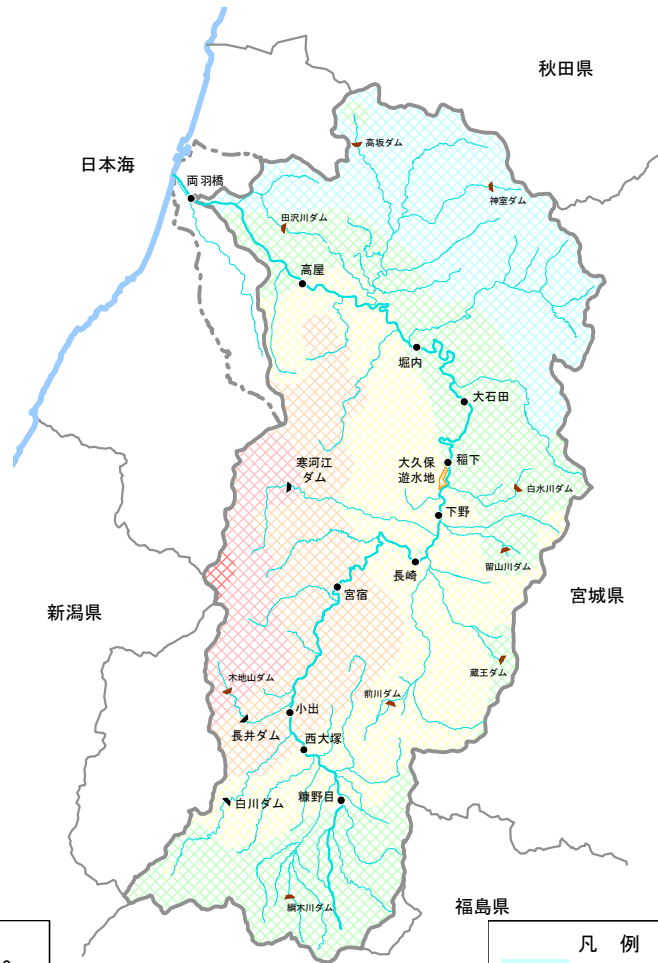 秋田県
高坂ダム
日本海
両羽橋
神室ダム
田沢川ダム
高屋
堀内
大石田
寒河江
ダム
大久保
遊水地
稲下
白水川ダム
下野
留山川ダム
長崎
宮宿
宮城県
新潟県
蔵王ダム
木地山ダム
前川ダム
小出
長井ダム
西大塚
白川ダム
糠野目
綱木川ダム
福島県
凡 例